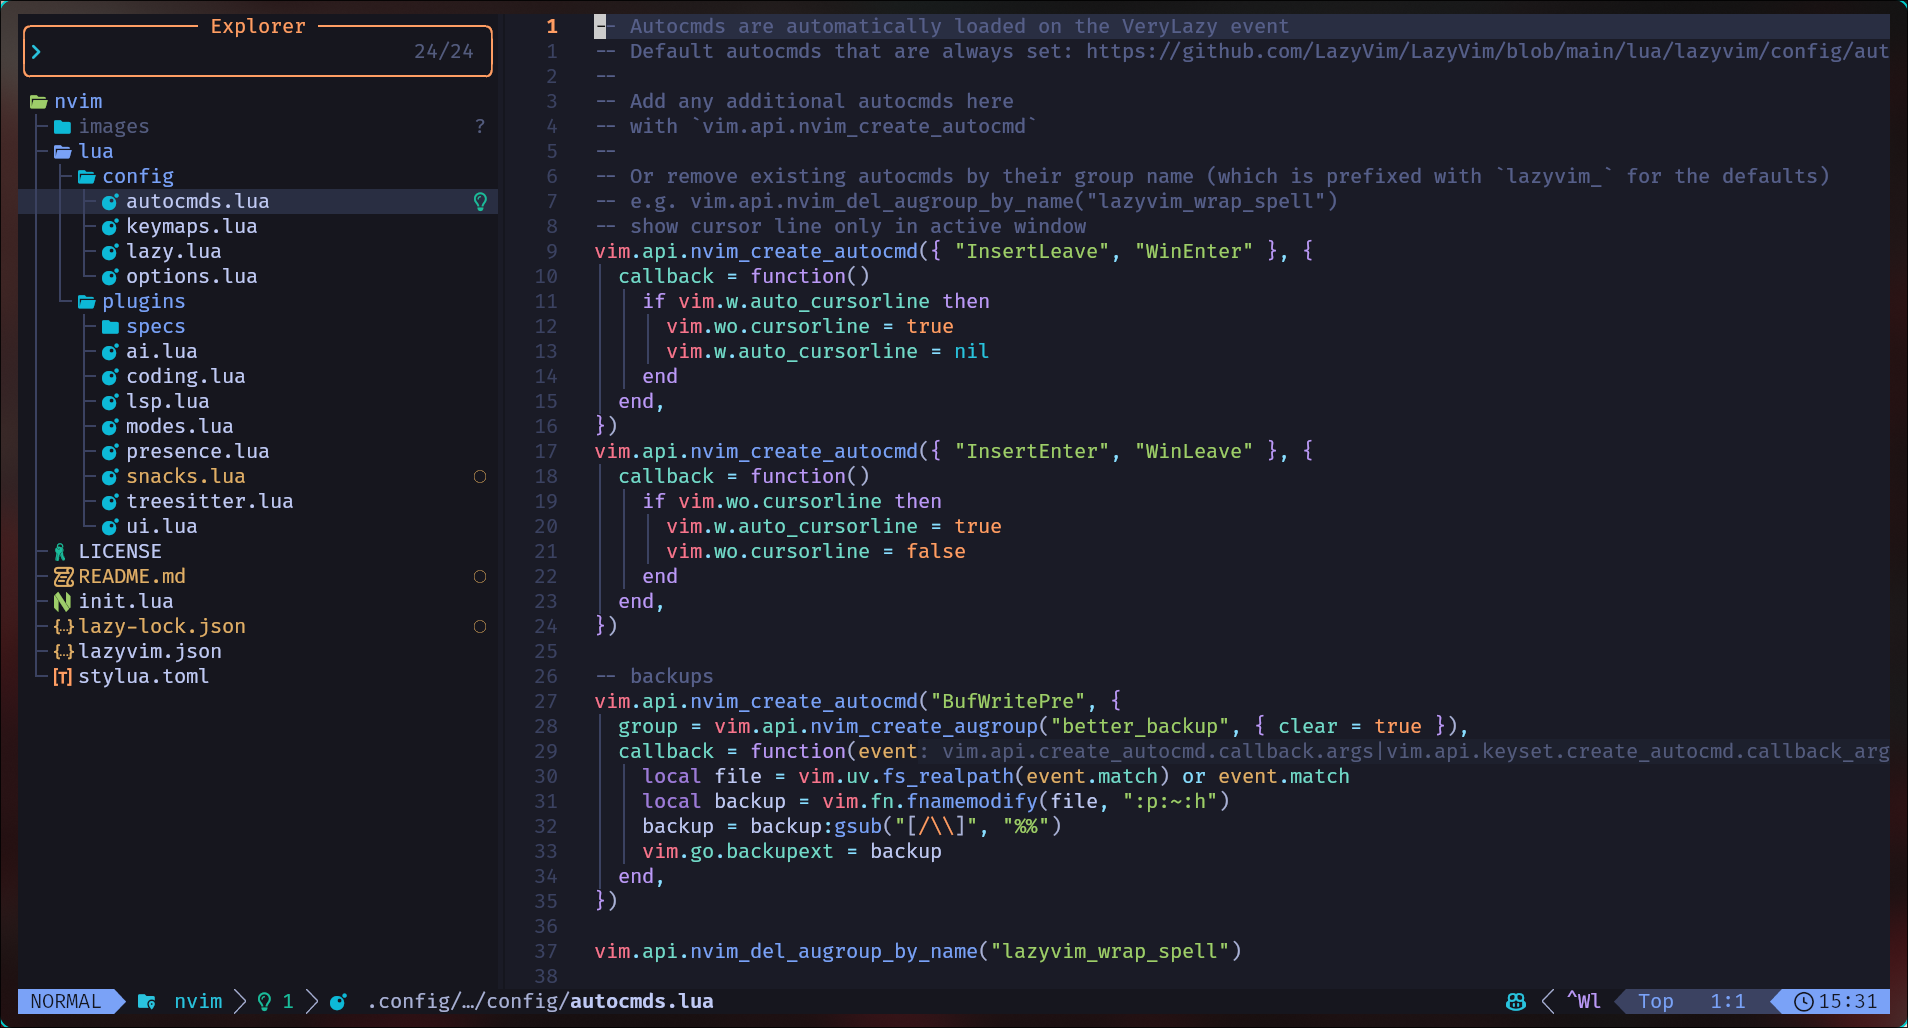 Explorer
24/24
nvim
images ?
lua
config
autocmds.lua
keymaps.lua
lazy.lua
options.lua
plugins
specs
ai.lua
coding.lua
lsp.lua
modes.lua
presence.lua
snacks.lua
treesitter.lua
ui.lua
LICENSE
README.md
init.lua
{..} lazy-lock.json
{..} lazyvim.json
[T] stylua.toml
1 -- Autocmds are automatically loaded on the VeryLazy event
1 -- Default autocmds that are always set: https://github.com/LazyVim/LazyVim/blob/main/lua/lazyvim/config/aut
2 --
3 -- Add any additional autocmds here
4 -- with `vim.api.nvim_create_autocmd`
5 --
6 -- Or remove existing autocmds by their group name (which is prefixed with `lazyvim_` for the defaults)
7 -- e.g. vim.api.nvim_del_augroup_by_name("lazyvim_wrap_spell")
8 -- show cursor line only in active window
9 vim.api.nvim_create_autocmd({ "InsertLeave", "WinEnter" }, {
10 callback = function()
11 if vim.w.auto_cursorline then
12 vim.wo.cursorline = true
13 vim.w.auto_cursorline = nil
14 end
15 end,
16 })
17 vim.api.nvim_create_autocmd({ "InsertEnter", "WinLeave" }, {
18 callback = function()
19 if vim.wo.cursorline then
20 vim.w.auto_cursorline = true
21 vim.wo.cursorline = false
22 end
23 end,
24 })
25
26 -- backups
27 vim.api.nvim_create_autocmd("BufWritePre", {
28 group = vim.api.nvim_create_augroup("better_backup", { clear = true }),
29 callback = function(event: vim.api.create_autocmd.callback.args|vim.api.keyset.create_autocmd.callback_arg
30 local file = vim.uv.fs_realpath(event.match) or event.match
31 local backup = vim.fn.fnamemodify(file, ":p:~:h")
32 backup = backup:gsub("[/\\]", "%%")
33 vim.go.backupext = backup
34 end,
35 })
36
37 vim.api.nvim_del_augroup_by_name("lazyvim_wrap_spell")
38
NORMAL nvim 1 .config/…/config/autocmds.lua ^Wl Top 1:1 15:31